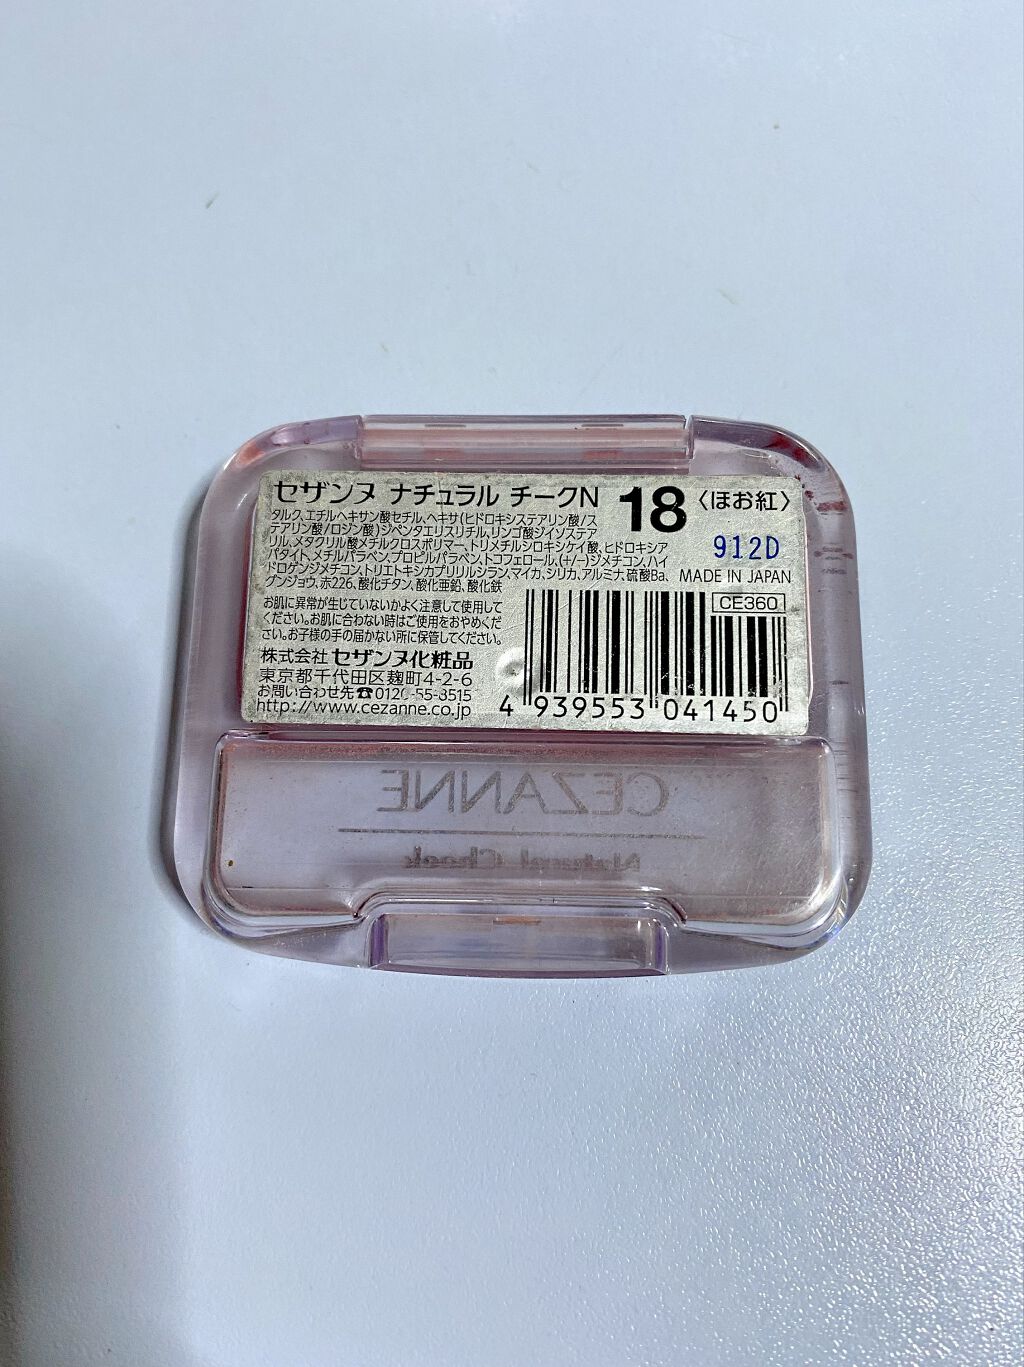 セザンヌ ナチュラル チークN 18 〈ほお紅〉
タルク、エチルヘキサン酸セチル、ヘキサ(ヒドロキシステアリン酸/ス
テアリン酸/ロジン酸)ジペンタエリスリチル、リンゴ酸ジイソステア
リル、メタクリル酸メチルクロスポリマー、トリメチルシロキシケイ酸、ヒドロキシア
パタイト、メチルパラベン、プロピルパラベン、トコフェロール、(+/-)ジメチコン、ハイ
ドロゲンジメチコン、トリエトキシカプリリルシラン、マイカ、シリカ、アルミナ、硫酸Ba、
グンジョウ、赤226、酸化チタン、酸化亜鉛、酸化鉄
912D
MADE IN JAPAN
CE360
お肌に異常が生じていないかよく注意して使用して
ください。お肌に合わない時はご使用をおやめくだ
さい。お子様の手の届かない所に保管してください。
株式会社 セザンヌ化粧品
東京都千代田区麹町4-2-6
お問い合わせ先☎0120-55-8515
http://www.cezanne.co.jp
4 939553 041450
CEZANNE
Natural Cheek